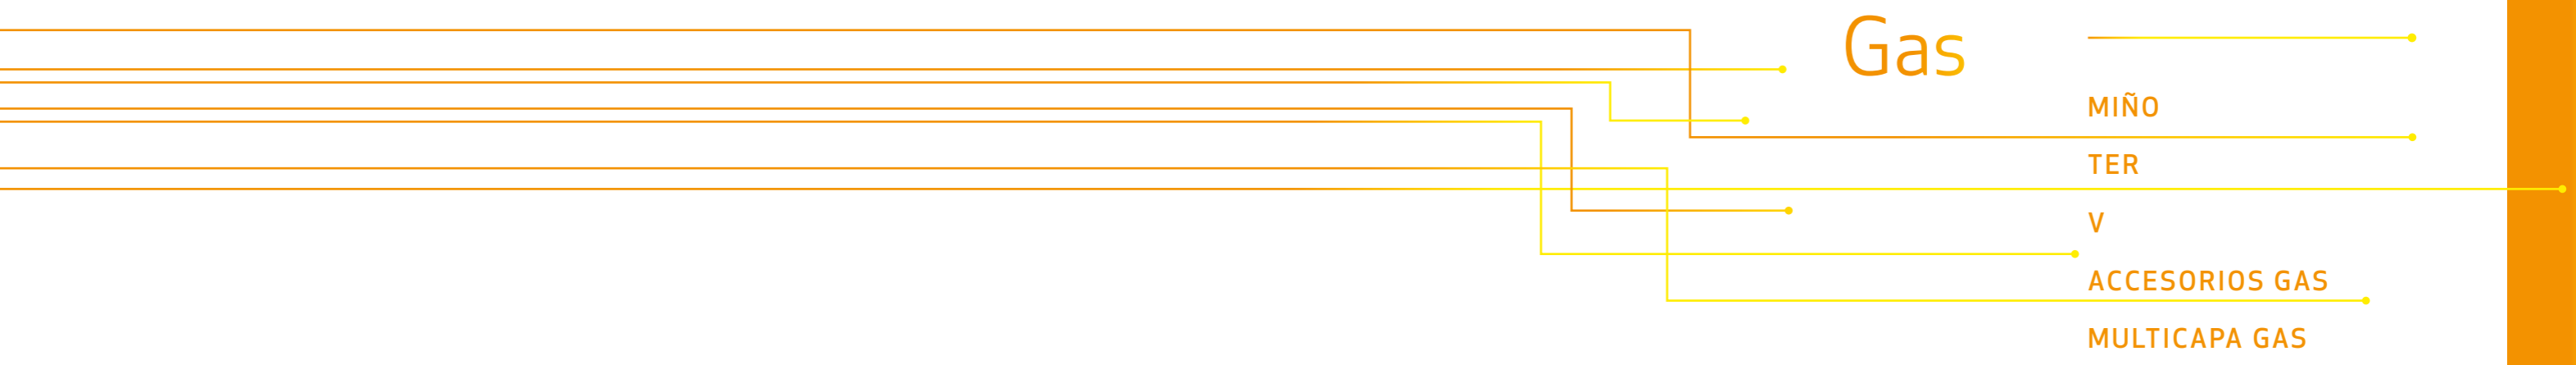 Gas
MIÑO
TER
V
ACCESORIOS GAS
MULTICAPA GAS